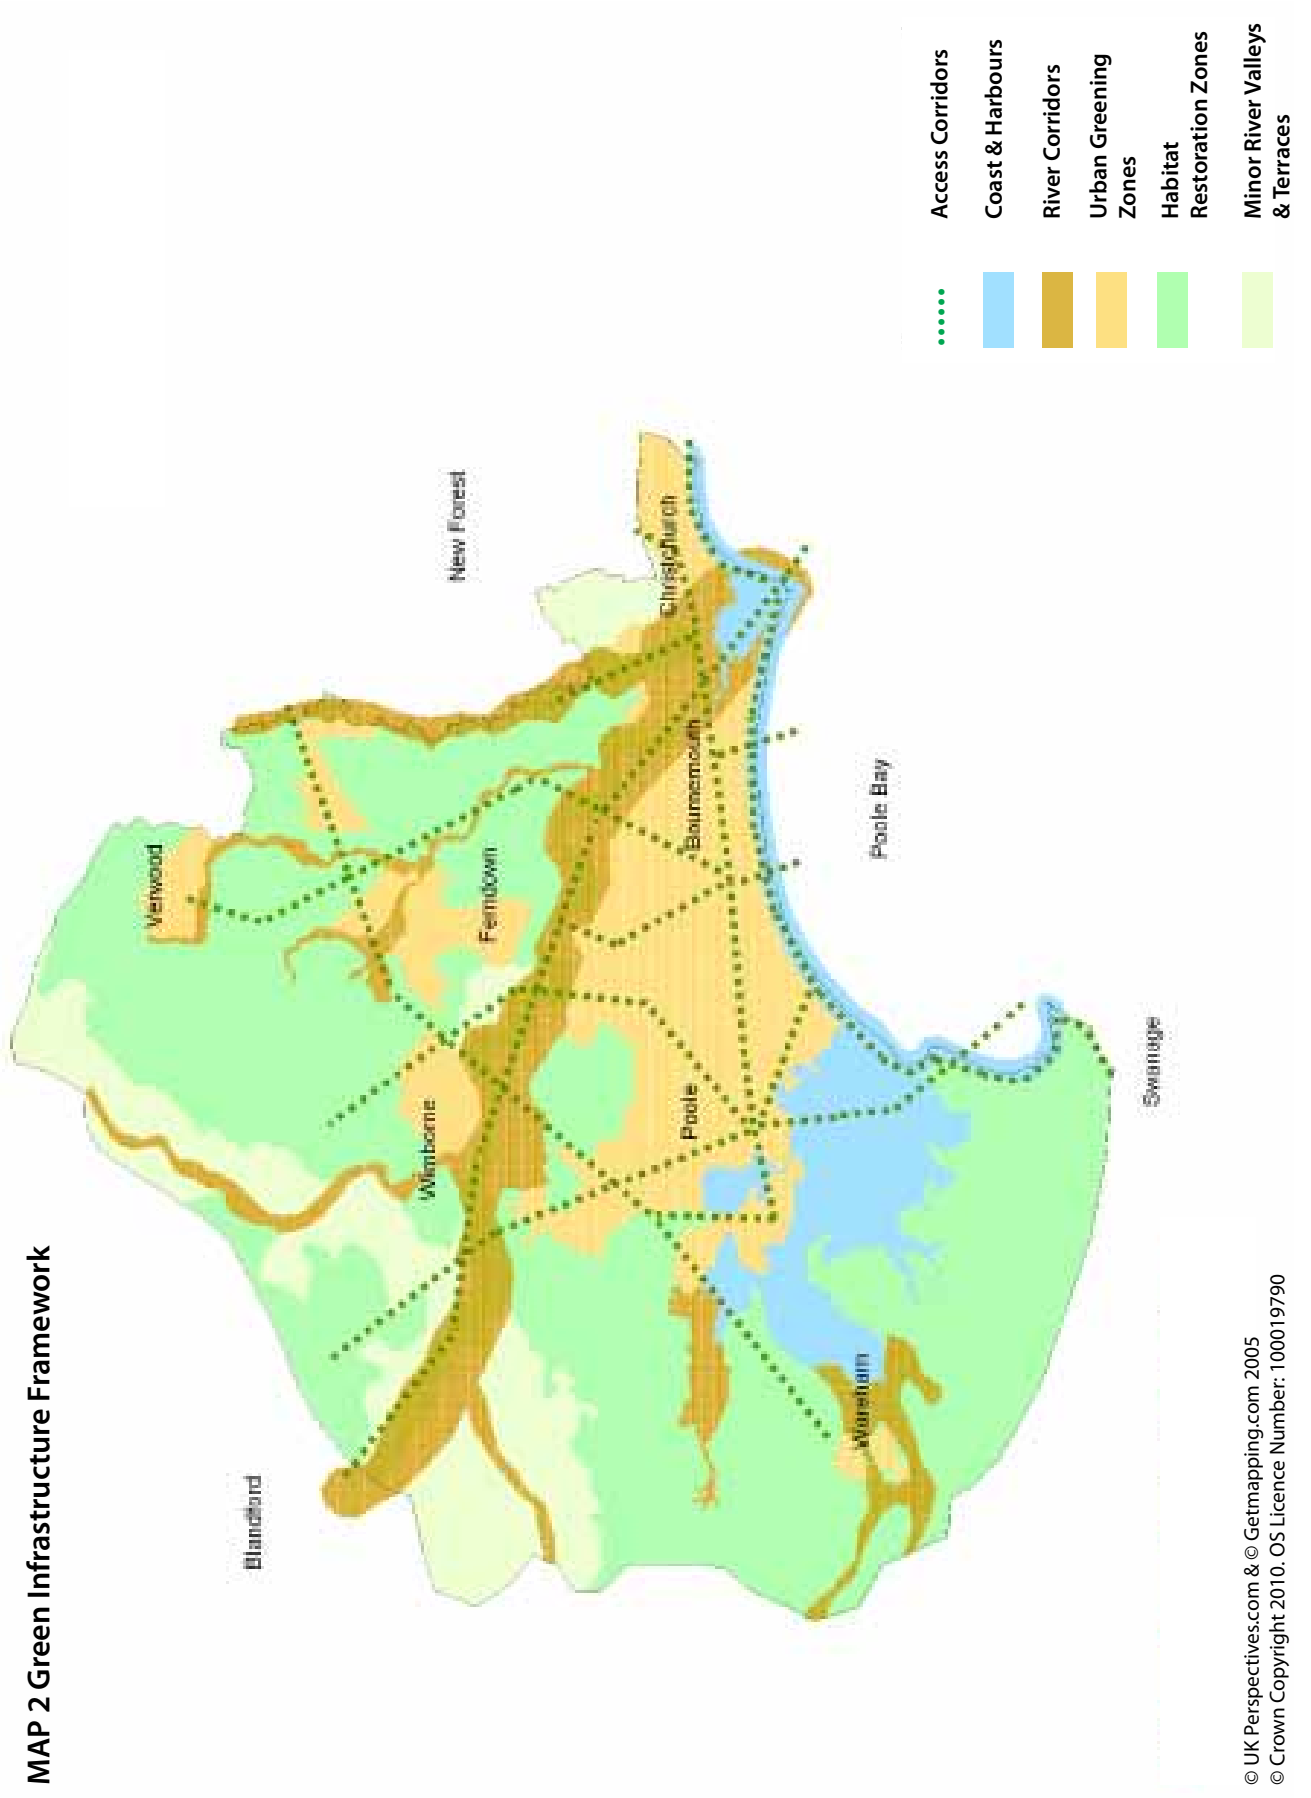 MAP 2 Green Infrastructure Framework
Blandford
Verwood
New Forest
Wimborne
Ferndown
Christchurch
Poole
Bournemouth
Wareham
Poole Bay
Swanage
Access Corridors
Coast & Harbours
River Corridors
Urban Greening
Zones
Habitat
Restoration Zones
Minor River Valleys
& Terraces
© UK Perspectives.com & © Getmapping.com 2005
© Crown Copyright 2010. OS Licence Number: 100019790